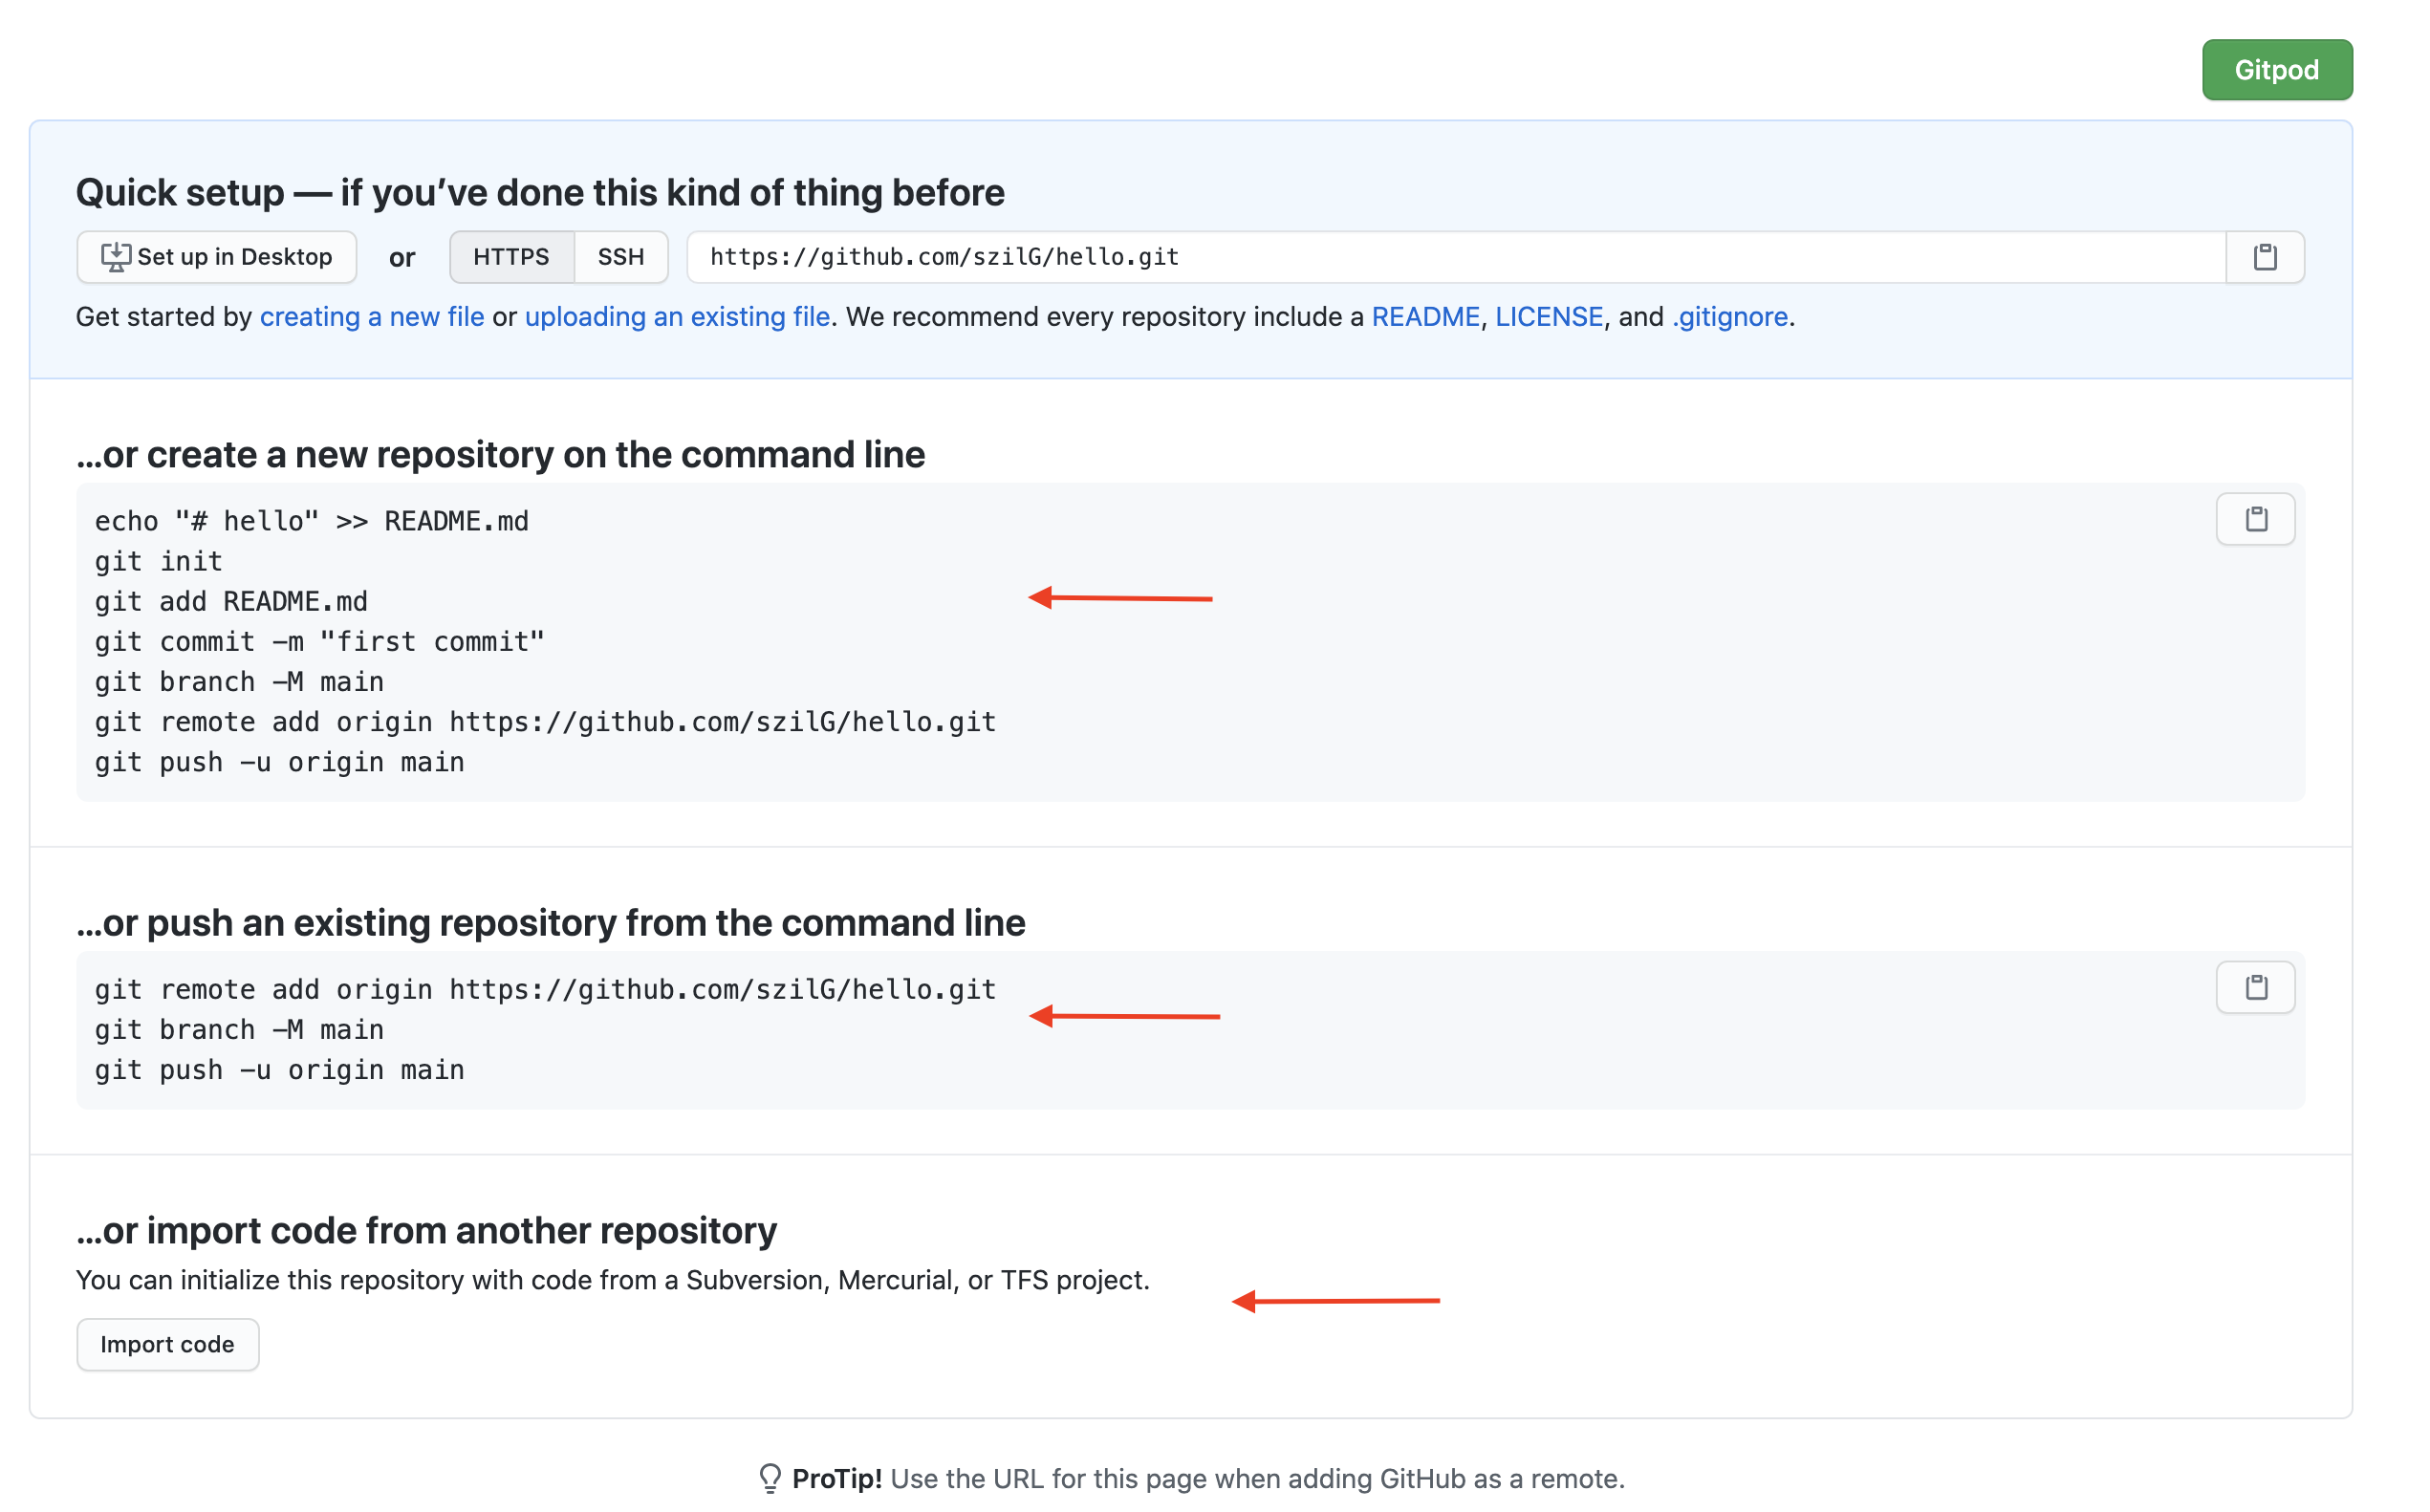 Gitpod
Quick setup — if you’ve done this kind of thing before
Set up in Desktop or HTTPS SSH https://github.com/szilG/hello.git
Get started by creating a new file or uploading an existing file. We recommend every repository include a README, LICENSE, and .gitignore.
…or create a new repository on the command line
echo "# hello" >> README.md
git init
git add README.md
git commit -m "first commit"
git branch -M main
git remote add origin https://github.com/szilG/hello.git
git push -u origin main
…or push an existing repository from the command line
git remote add origin https://github.com/szilG/hello.git
git branch -M main
git push -u origin main
…or import code from another repository
You can initialize this repository with code from a Subversion, Mercurial, or TFS project.
Import code
ProTip! Use the URL for this page when adding GitHub as a remote.